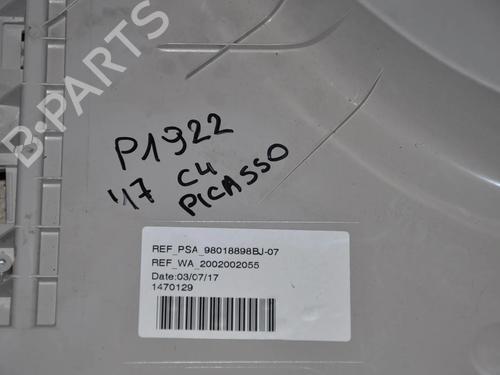 B-PARTS
P1922
'17 C4
PICASSO
REF_PSA_98018898BJ-07
REF_WA_2002002055
Date:03/07/17
1470129